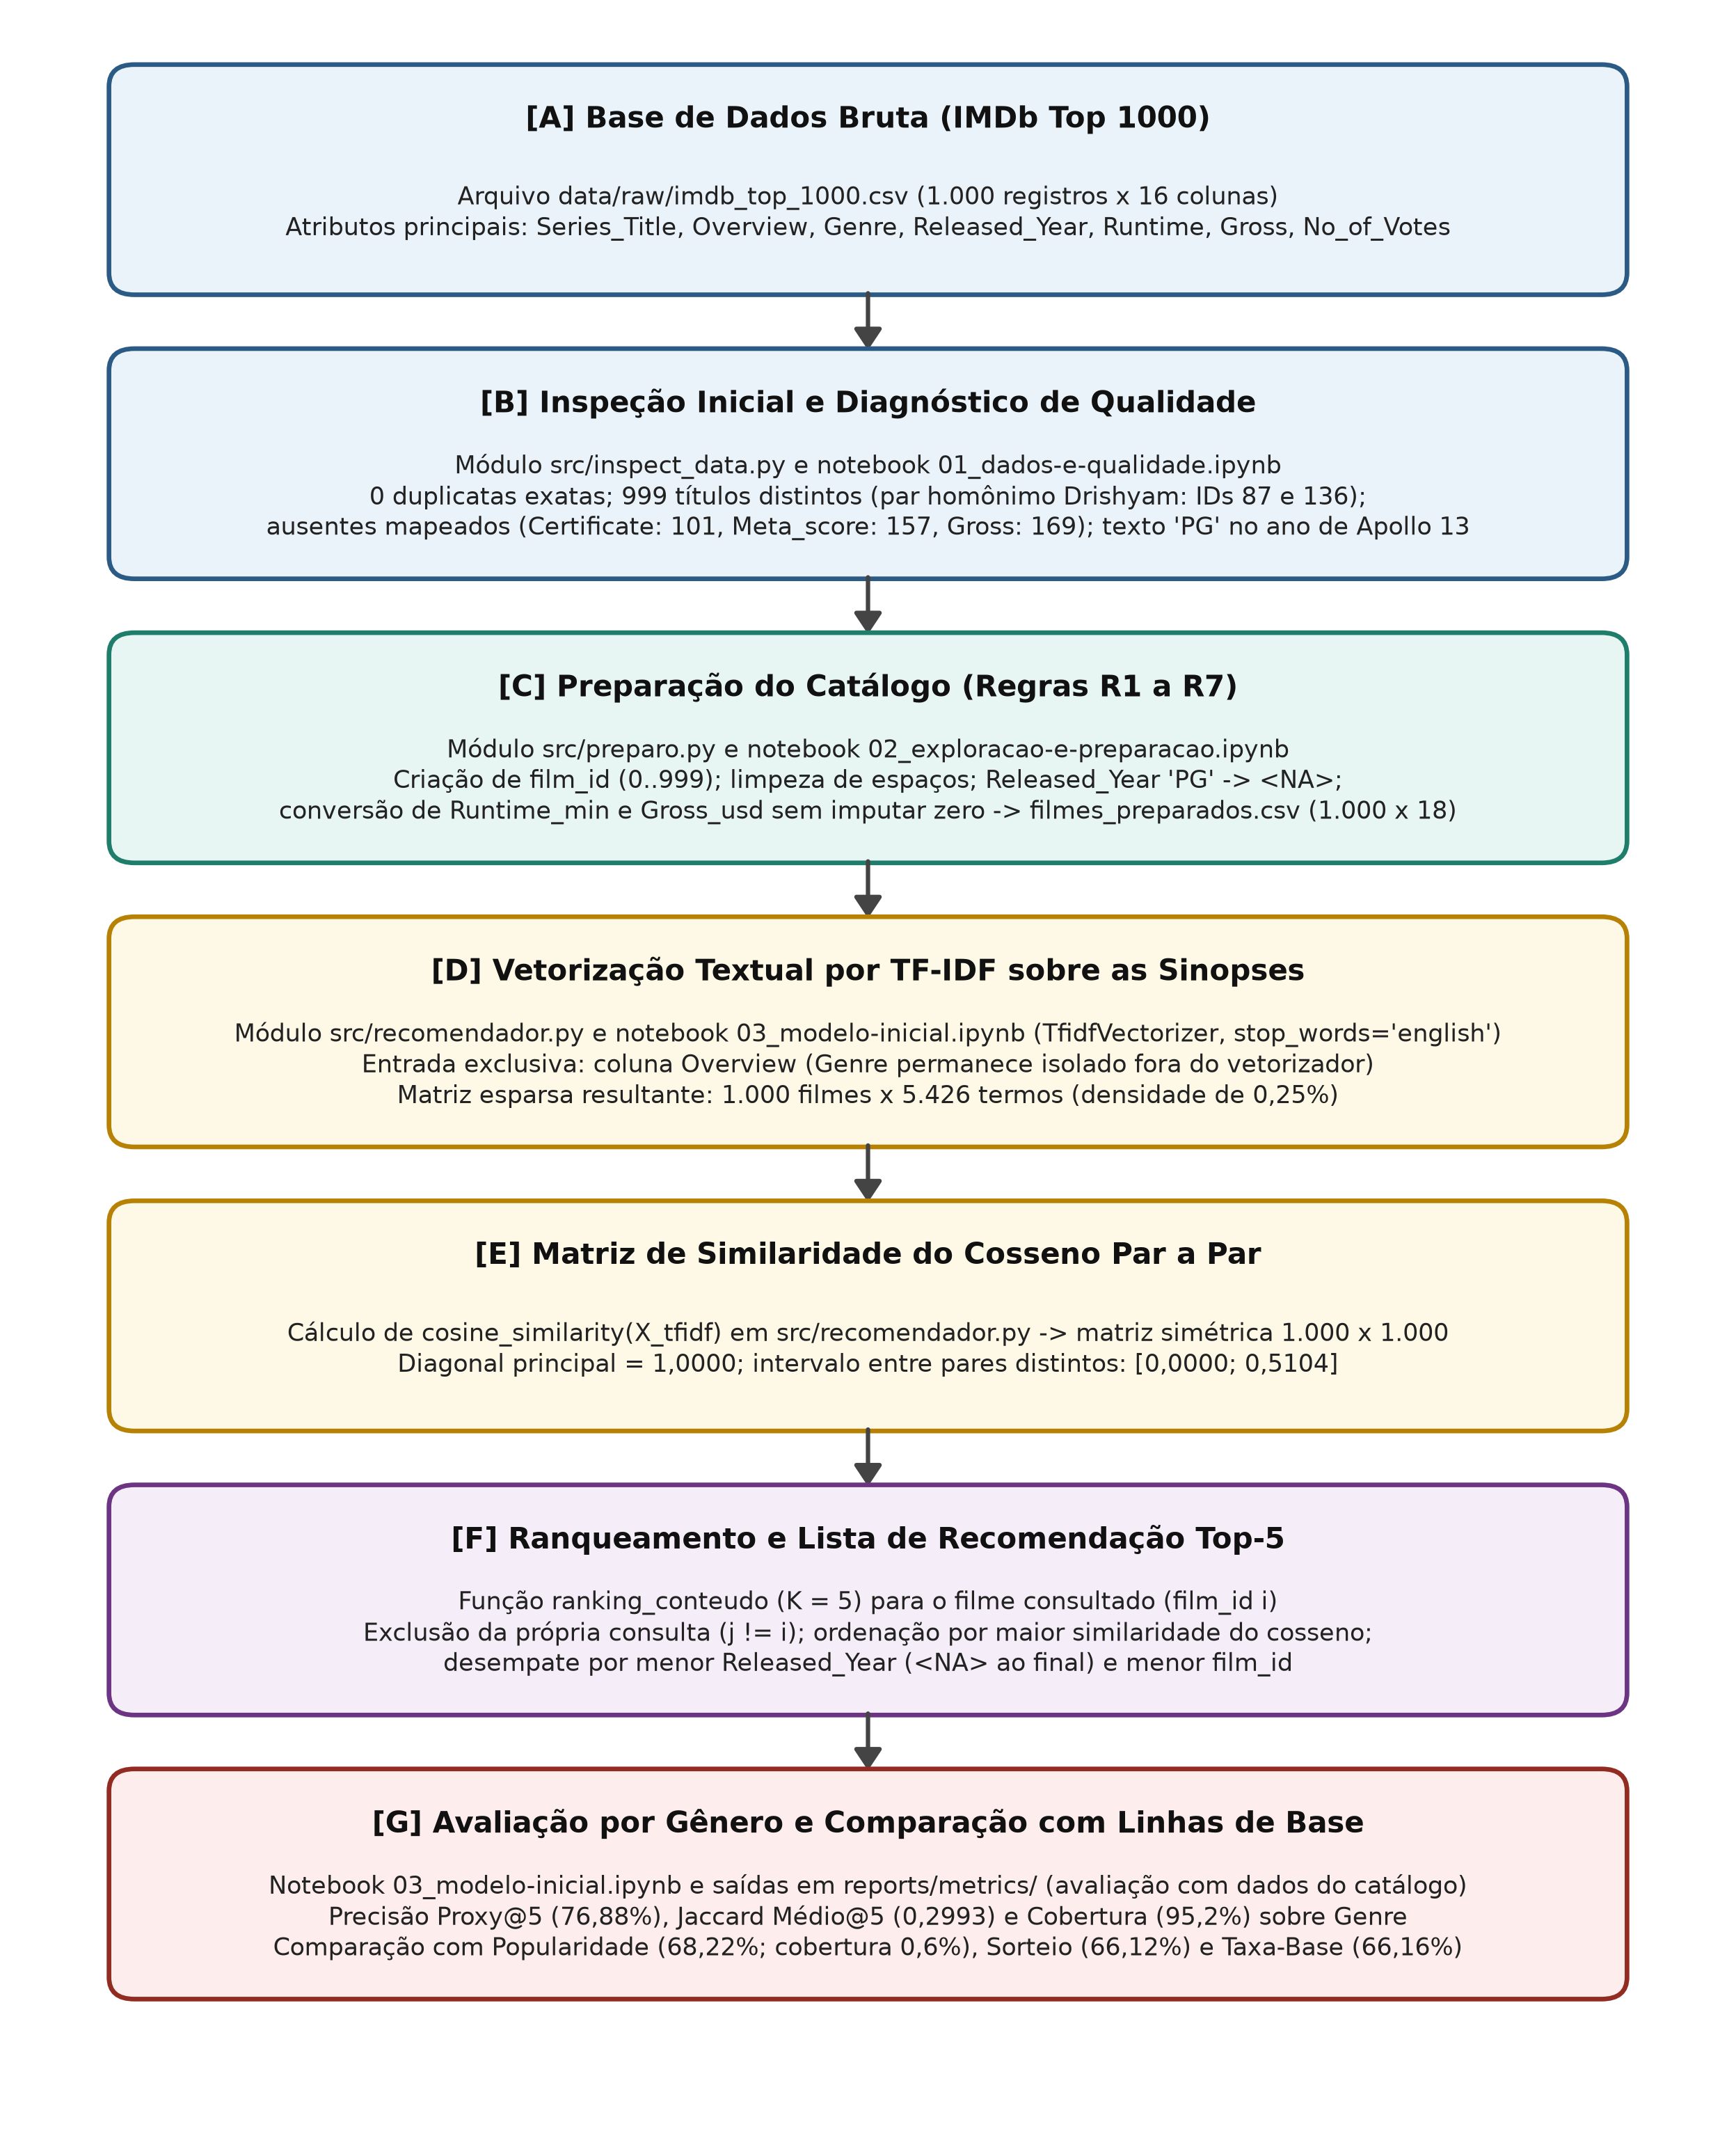 [A] Base de Dados Bruta (IMDb Top 1000)
Arquivo data/raw/imdb_top_1000.csv (1.000 registros x 16 colunas)
Atributos principais: Series_Title, Overview, Genre, Released_Year, Runtime, Gross, No_of_Votes
[B] Inspeção Inicial e Diagnóstico de Qualidade
Módulo src/inspect_data.py e notebook 01_dados-e-qualidade.ipynb
0 duplicatas exatas; 999 títulos distintos (par homônimo Drishyam: IDs 87 e 136);
ausentes mapeados (Certificate: 101, Meta_score: 157, Gross: 169); texto 'PG' no ano de Apollo 13
[C] Preparação do Catálogo (Regras R1 a R7)
Módulo src/preparo.py e notebook 02_exploracao-e-preparacao.ipynb
Criação de film_id (0..999); limpeza de espaços; Released_Year 'PG' -> <NA>;
conversão de Runtime_min e Gross_usd sem imputar zero -> filmes_preparados.csv (1.000 x 18)
[D] Vetorização Textual por TF-IDF sobre as Sinopses
Módulo src/recomendador.py e notebook 03_modelo-inicial.ipynb (TfidfVectorizer, stop_words='english')
Entrada exclusiva: coluna Overview (Genre permanece isolado fora do vetorizador)
Matriz esparsa resultante: 1.000 filmes x 5.426 termos (densidade de 0,25%)
[E] Matriz de Similaridade do Cosseno Par a Par
Cálculo de cosine_similarity(X_tfidf) em src/recomendador.py -> matriz simétrica 1.000 x 1.000
Diagonal principal = 1,0000; intervalo entre pares distintos: [0,0000; 0,5104]
[F] Ranqueamento e Lista de Recomendação Top-5
Função ranking_conteudo (K = 5) para o filme consultado (film_id i)
Exclusão da própria consulta (j != i); ordenação por maior similaridade do cosseno;
desempate por menor Released_Year (<NA> ao final) e menor film_id
[G] Avaliação por Gênero e Comparação com Linhas de Base
Notebook 03_modelo-inicial.ipynb e saídas em reports/metrics/ (avaliação com dados do catálogo)
Precisão Proxy@5 (76,88%), Jaccard Médio@5 (0,2993) e Cobertura (95,2%) sobre Genre
Comparação com Popularidade (68,22%; cobertura 0,6%), Sorteio (66,12%) e Taxa-Base (66,16%)